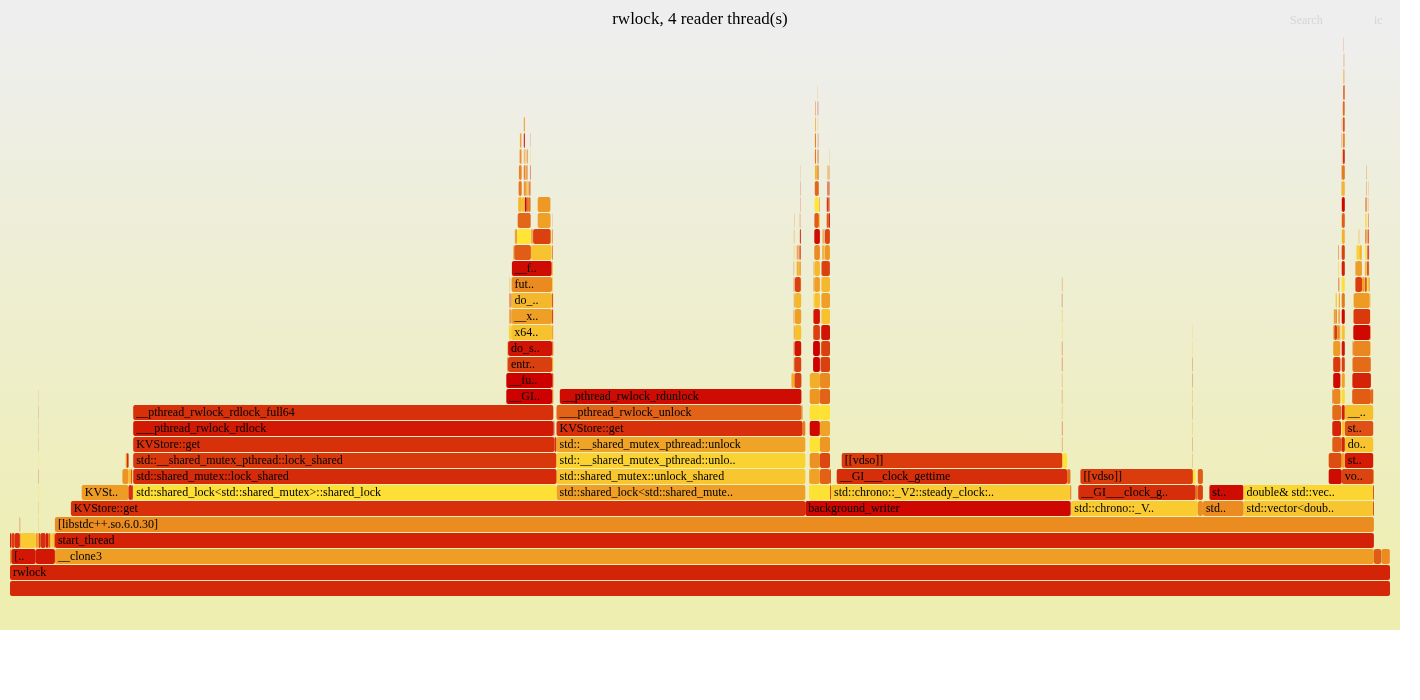 rwlock, 4 reader thread(s)
Search
ic
__f..
fut..
do_..
__x..
x64..
do_s..
entr..
__fu..
__GI.. __pthread_rwlock_rdunlock
__pthread_rwlock_rdlock_full64 ___pthread_rwlock_unlock __..
___pthread_rwlock_rdlock KVStore::get st..
KVStore::get std::__shared_mutex_pthread::unlock do..
std::__shared_mutex_pthread::lock_shared std::__shared_mutex_pthread::unlo.. [[vdso]] st..
std::shared_mutex::lock_shared std::shared_mutex::unlock_shared __GI___clock_gettime [[vdso]] vo..
KVSt.. std::shared_lock<std::shared_mutex>::shared_lock std::shared_lock<std::shared_mute.. std::chrono::_V2::steady_clock:.. __GI___clock_g.. st.. double& std::vec..
KVStore::get background_writer std::chrono::_V.. std.. std::vector<doub..
[libstdc++.so.6.0.30]
start_thread
[.. __clone3
rwlock